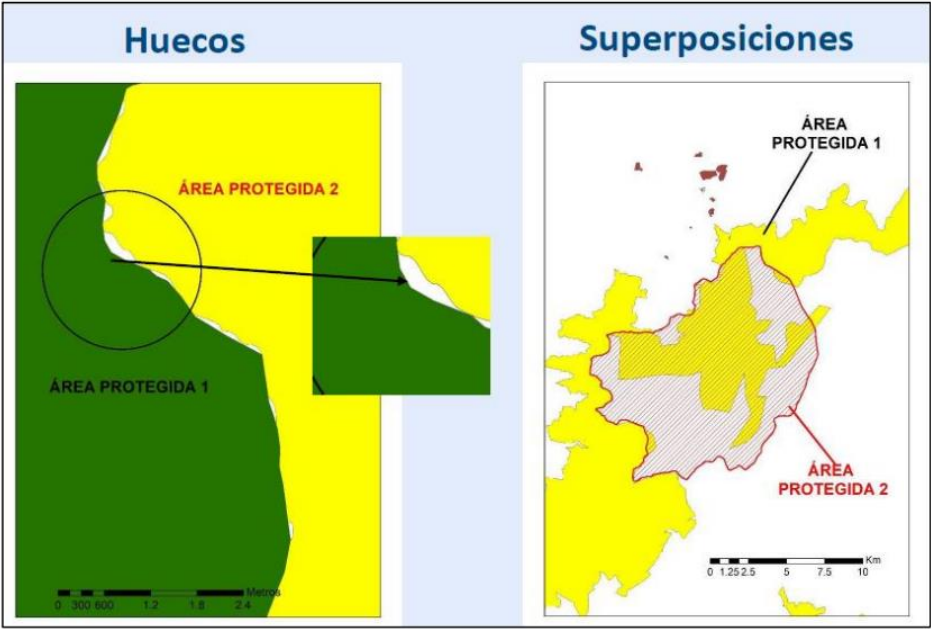 Huecos
ÁREA PROTEGIDA 2
ÁREA PROTEGIDA 1
Metros
0 300 600 1.2 1.8 2.4
Superposiciones
ÁREA
PROTEGIDA 1
ÁREA
PROTEGIDA 2
Km
0 1.25 2.5 5 7.5 10